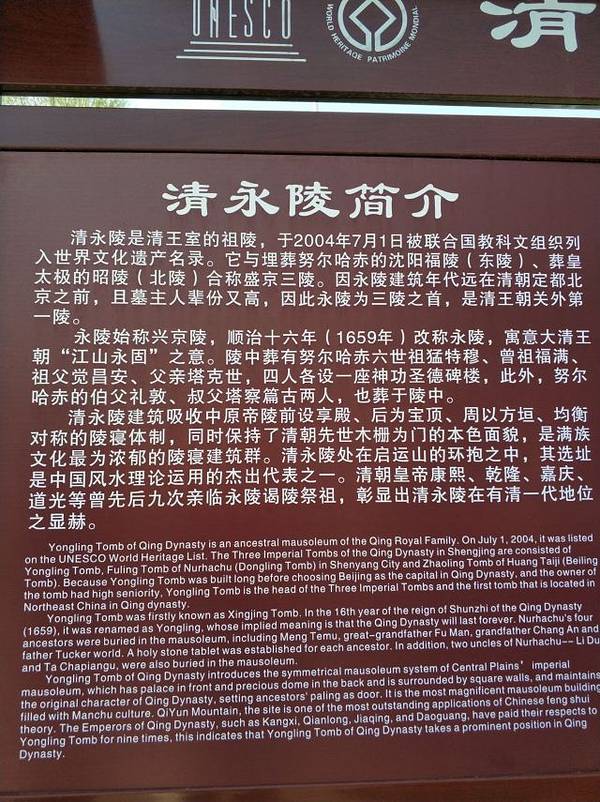 UNESCO
WORLD HERITAGE PATRIMOINE MONDIAL
清
清永陵简介
清永陵是清王室的祖陵，于2004年7月1日被联合国教科文组织列
入世界文化遗产名录。它与埋葬努尔哈赤的沈阳福陵（东陵）、葬皇
太极的昭陵（北陵）合称盛京三陵。因永陵建筑年代远在清朝定都北
京之前，且墓主人辈份又高，因此永陵为三陵之首，是清王朝关外第
一陵。
永陵始称兴京陵，顺治十六年（1659年）改称永陵，寓意大清王
朝“江山永固”之意。陵中葬有努尔哈赤六世祖猛特穆、曾祖福满、
祖父觉昌安、父亲塔克世，四人各设一座神功圣德碑楼，此外，努尔
哈赤的伯父礼敦、叔父塔察篇古两人，也葬于陵中。
清永陵建筑吸收中原帝陵前设享殿、后为宝顶、周以方垣、均衡
对称的陵寝体制，同时保持了清朝先世木栅为门的本色面貌，是满族
文化最为浓郁的陵寝建筑群。清永陵处在启运山的环抱之中，其选址
是中国风水理论运用的杰出代表之一。清朝皇帝康熙、乾隆、嘉庆、
道光等曾先后九次亲临永陵谒陵祭祖，彰显出清永陵在有清一代地位
之显赫。
Yongling Tomb of Qing Dynasty is an ancestral mausoleum of the Qing Royal Family. On July 1, 2004, it was listed
on the UNESCO World Heritage List. The Three Imperial Tombs of the Qing Dynasty in Shengjing are consisted of
Yongling Tomb, Fuling Tomb of Nurhachu (Dongling Tomb) in Shenyang City and Zhaoling Tomb of Huang Taiji (Beiling
Tomb). Because Yongling Tomb was built long before choosing Beijing as the capital in Qing Dynasty, and the owner of
the tomb had high seniority, Yongling Tomb is the head of the Three Imperial Tombs and the first tomb that is located in
Northeast China in Qing dynasty.
Yongling Tomb was firstly known as Xingjing Tomb. In the 16th year of the reign of Shunzhi of the Qing Dynasty
(1659), it was renamed as Yongling, whose implied meaning is that the Qing Dynasty will last forever. Nurhachu's four
ancestors were buried in the mausoleum, including Meng Temu, great-grandfather Fu Man, grandfather Chang An and
father Tucker world. A holy stone tablet was established for each ancestor. In addition, two uncles of Nurhachu-- Li Du
and Ta Chapiangu, were also buried in the mausoleum.
Yongling Tomb of Qing Dynasty introduces the symmetrical mausoleum system of Central Plains' imperial
mausoleum, which has palace in front and precious dome in the back and is surrounded by square walls, and maintains
the original character of Qing Dynasty, setting ancestors' paling as door. It is the most magnificent mausoleum building
filled with Manchu culture. QiYun Mountain, the site is one of the most outstanding applications of Chinese feng shui
theory. The Emperors of Qing Dynasty, such as Kangxi, Qianlong, Jiaqing, and Daoguang, have paid their respects to
Yongling Tomb for nine times, this indicates that Yongling Tomb of Qing Dynasty takes a prominent position in Qing
Dynasty.